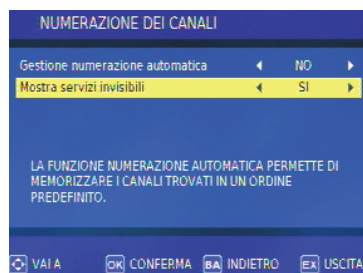 NUMERAZIONE DEI CANALI
Gestione numerazione automatica NO
Mostra servizi invisibili SI
LA FUNZIONE NUMERAZIONE AUTOMATICA PERMETTE DI
MEMORIZZARE I CANALI TROVATI IN UN ORDINE
PREDEFINITO.
VAI A OK CONFERMA BA INDIETRO EX USCITA